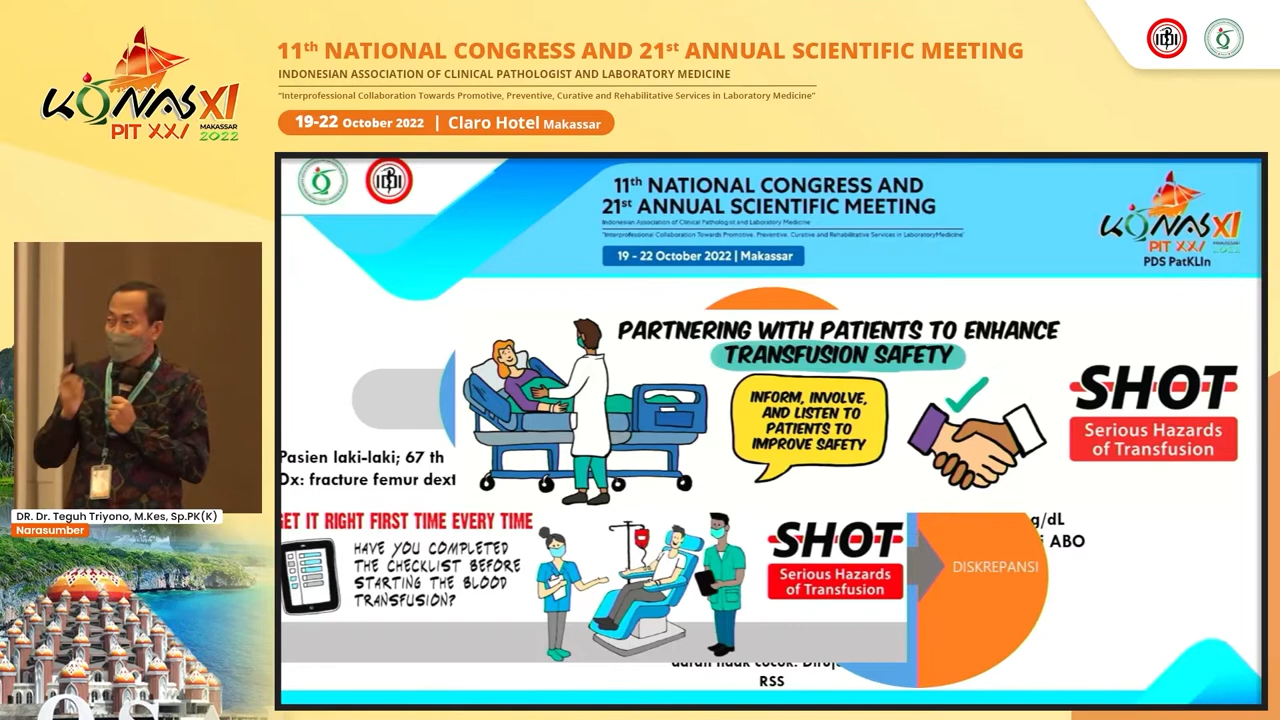 KONAS XI
PIT XXI
MAKASSAR
2022
11th NATIONAL CONGRESS AND 21st ANNUAL SCIENTIFIC MEETING
INDONESIAN ASSOCIATION OF CLINICAL PATHOLOGIST AND LABORATORY MEDICINE
"Interprofessional Collaboration Towards Promotive, Preventive, Curative and Rehabilitative Services in Laboratory Medicine"
19-22 October 2022 | Claro Hotel Makassar
IDI
IDI
11th NATIONAL CONGRESS AND
21st ANNUAL SCIENTIFIC MEETING
Indonesian Association of Clinical Pathologist and Laboratory Medicine
"Interprofessional Collaboration Towards Promotive, Preventive, Curative and Rehabilitative Services in LaboratoryMedicine"
19 - 22 October 2022 | Makassar
KONAS XI
PIT XXI
PDS PatKLIn
PARTNERING WITH PATIENTS TO ENHANCE
TRANSFUSION SAFETY
INFORM, INVOLVE,
AND LISTEN TO
PATIENTS TO
IMPROVE SAFETY
SHOT
Serious Hazards
of Transfusion
Pasien laki-laki; 67 th
Dx: fracture femur dext
GET IT RIGHT FIRST TIME EVERY TIME
HAVE YOU COMPLETED
THE CHECKLIST BEFORE
STARTING THE BLOOD
TRANSFUSION?
SHOT
Serious Hazards
of Transfusion
g/dL
ABO
DISKREPANSI
RSS
DR. Dr. Teguh Triyono, M.Kes, Sp.PK(K)
Narasumber